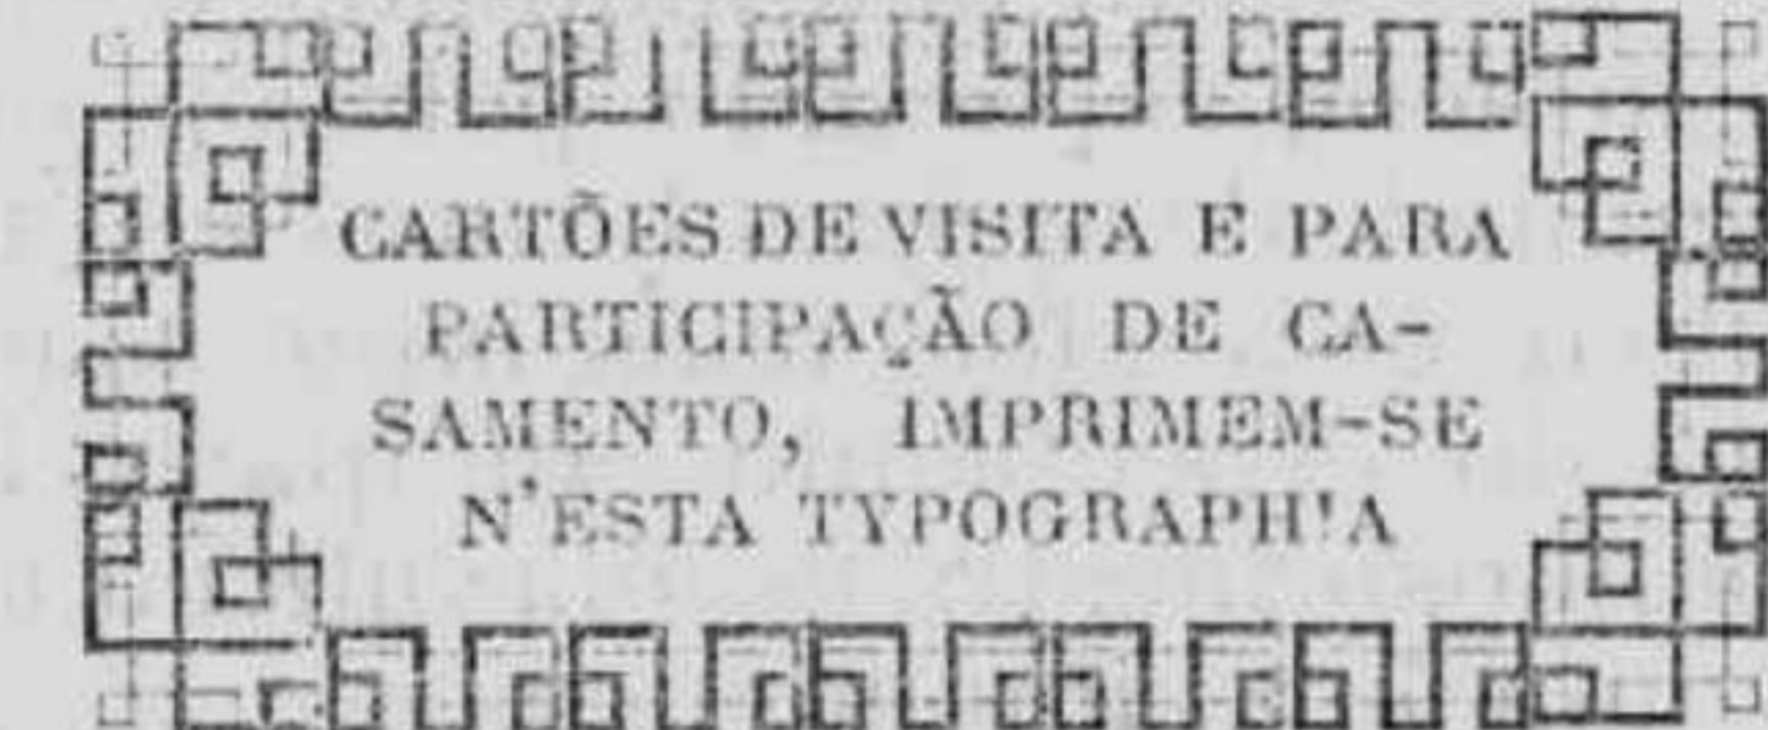 CARTÕES DE VISITA E PARA
PARTICIPAÇÃO DE CA-
SAMENTO, IMPRIMEM-SE
N'ESTA TYPOGRAPHIA